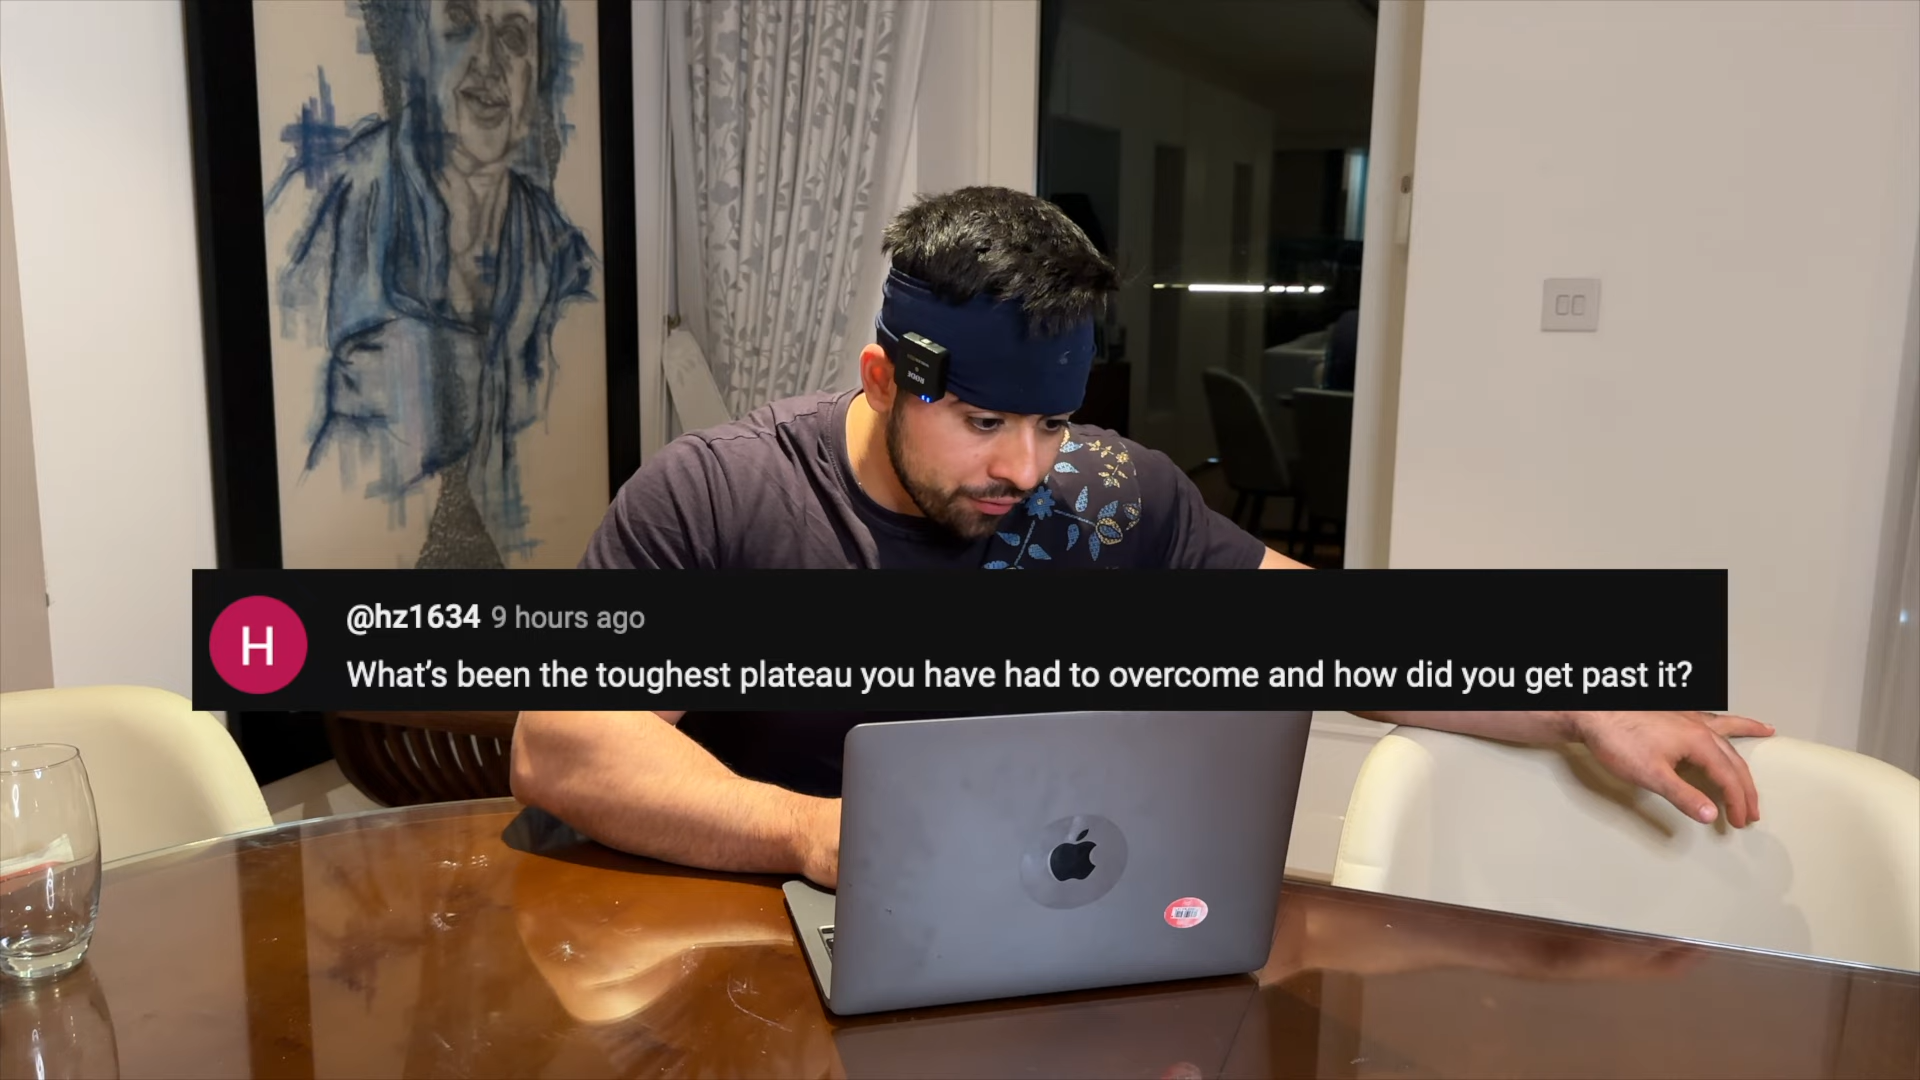 @hz1634 9 hours ago
What's been the toughest plateau you have had to overcome and how did you get past it?
H
RØDE